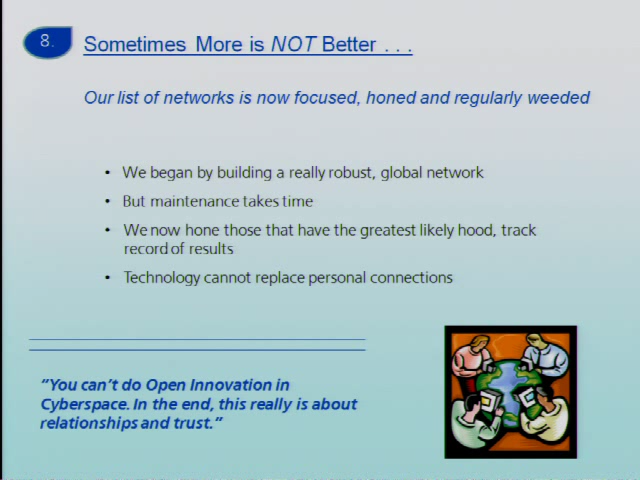 8.
Sometimes More is NOT Better . . .
Our list of networks is now focused, honed and regularly weeded
• We began by building a really robust, global network
• But maintenance takes time
• We now hone those that have the greatest likely hood, track
record of results
• Technology cannot replace personal connections
“You can’t do Open Innovation in
Cyberspace. In the end, this really is about
relationships and trust.”